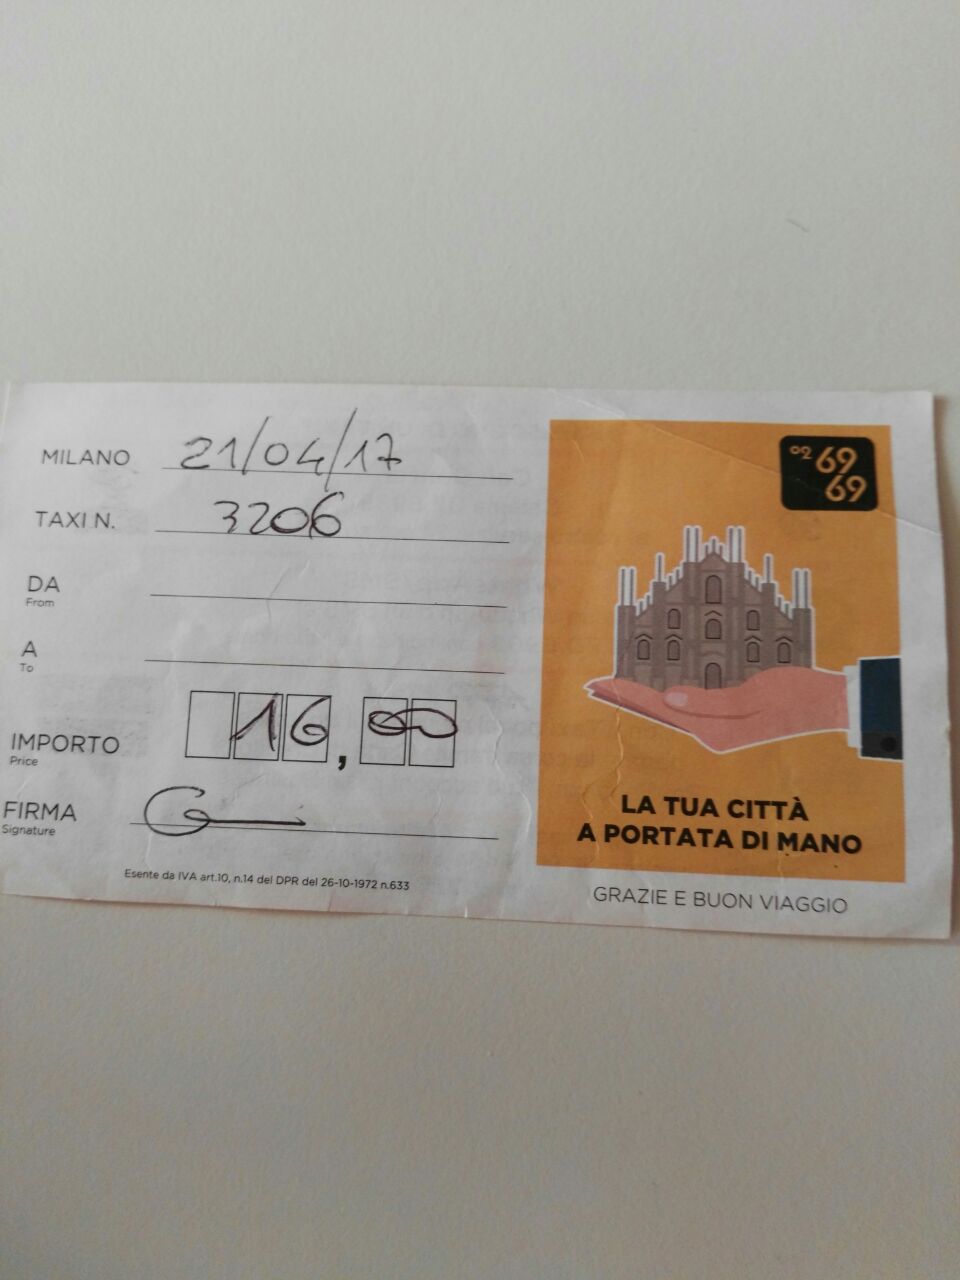 MILANO 21/04/17
TAXI N. 3206
DA
From
A
To
IMPORTO 16,00
Price
FIRMA
Signature
Esente da IVA art.10, n.14 del DPR del 26-10-1972 n.633
02 69
69
LA TUA CITTÀ
A PORTATA DI MANO
GRAZIE E BUON VIAGGIO